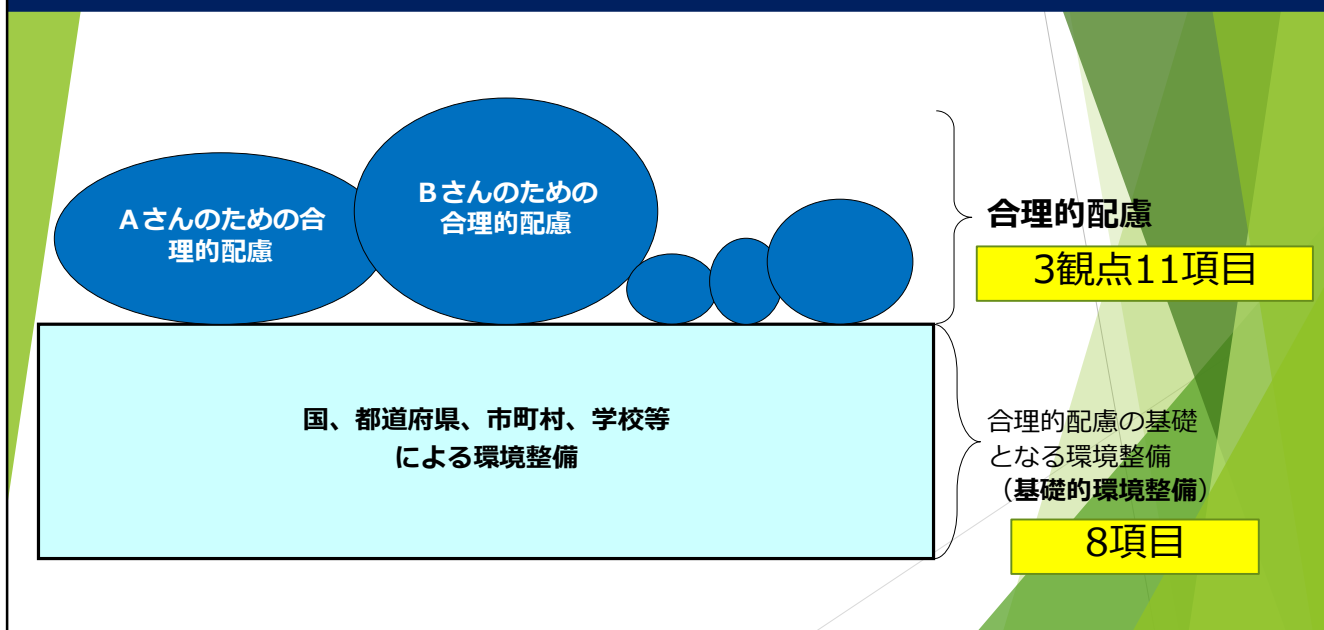 Ａさんのための合
理的配慮
Ｂさんのための
合理的配慮
合理的配慮
3観点11項目
国、都道府県、市町村、学校等
による環境整備
合理的配慮の基礎
となる環境整備
（基礎的環境整備）
8項目